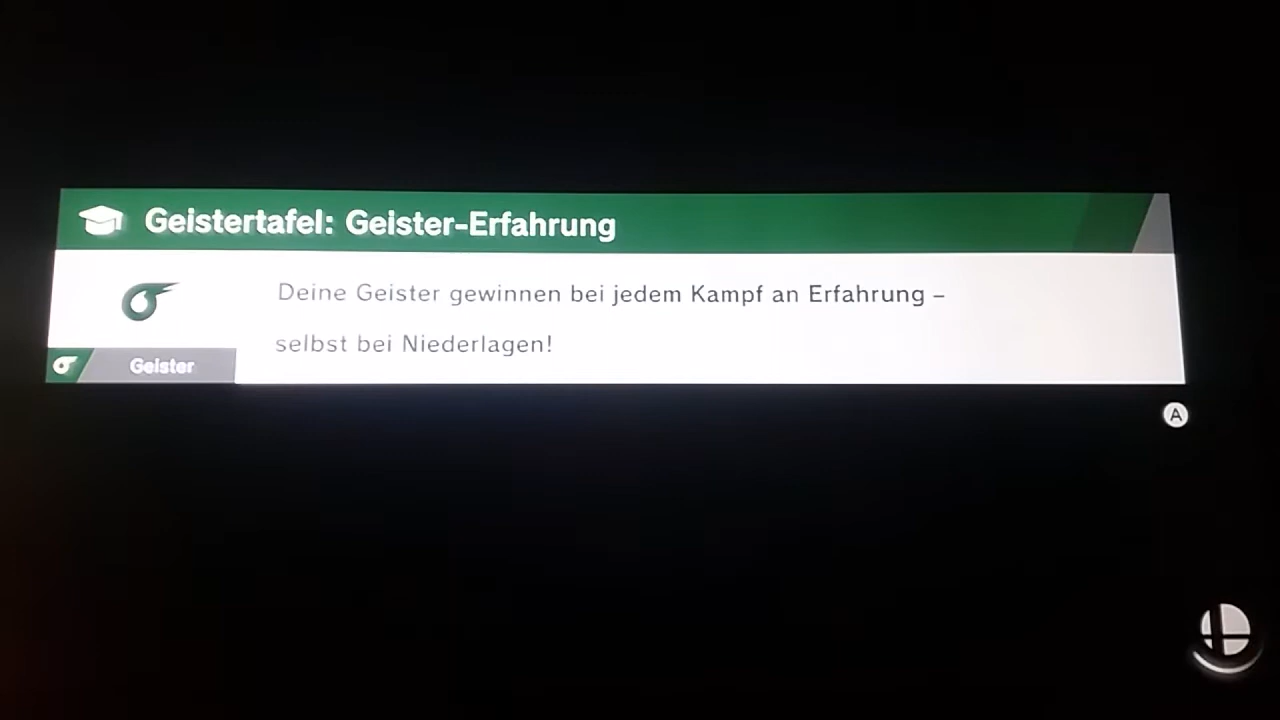 Geistertafel: Geister-Erfahrung
Deine Geister gewinnen bei jedem Kampf an Erfahrung –
selbst bei Niederlagen!
Geister
A